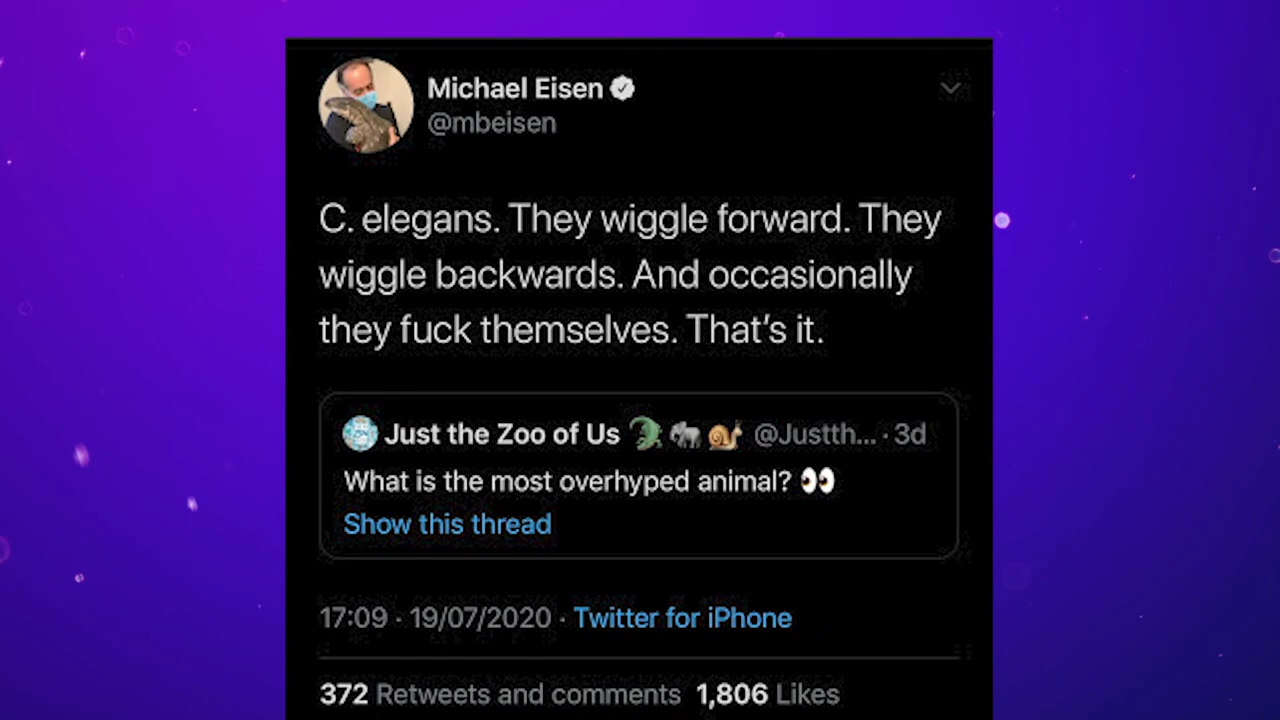 Michael Eisen
@mbeisen
C. elegans. They wiggle forward. They
wiggle backwards. And occasionally
they fuck themselves. That's it.
Just the Zoo of Us 🐊🐘🐌 @Justth... · 3d
What is the most overhyped animal? 👀
Show this thread
17:09 · 19/07/2020 · Twitter for iPhone
372 Retweets and comments 1,806 Likes